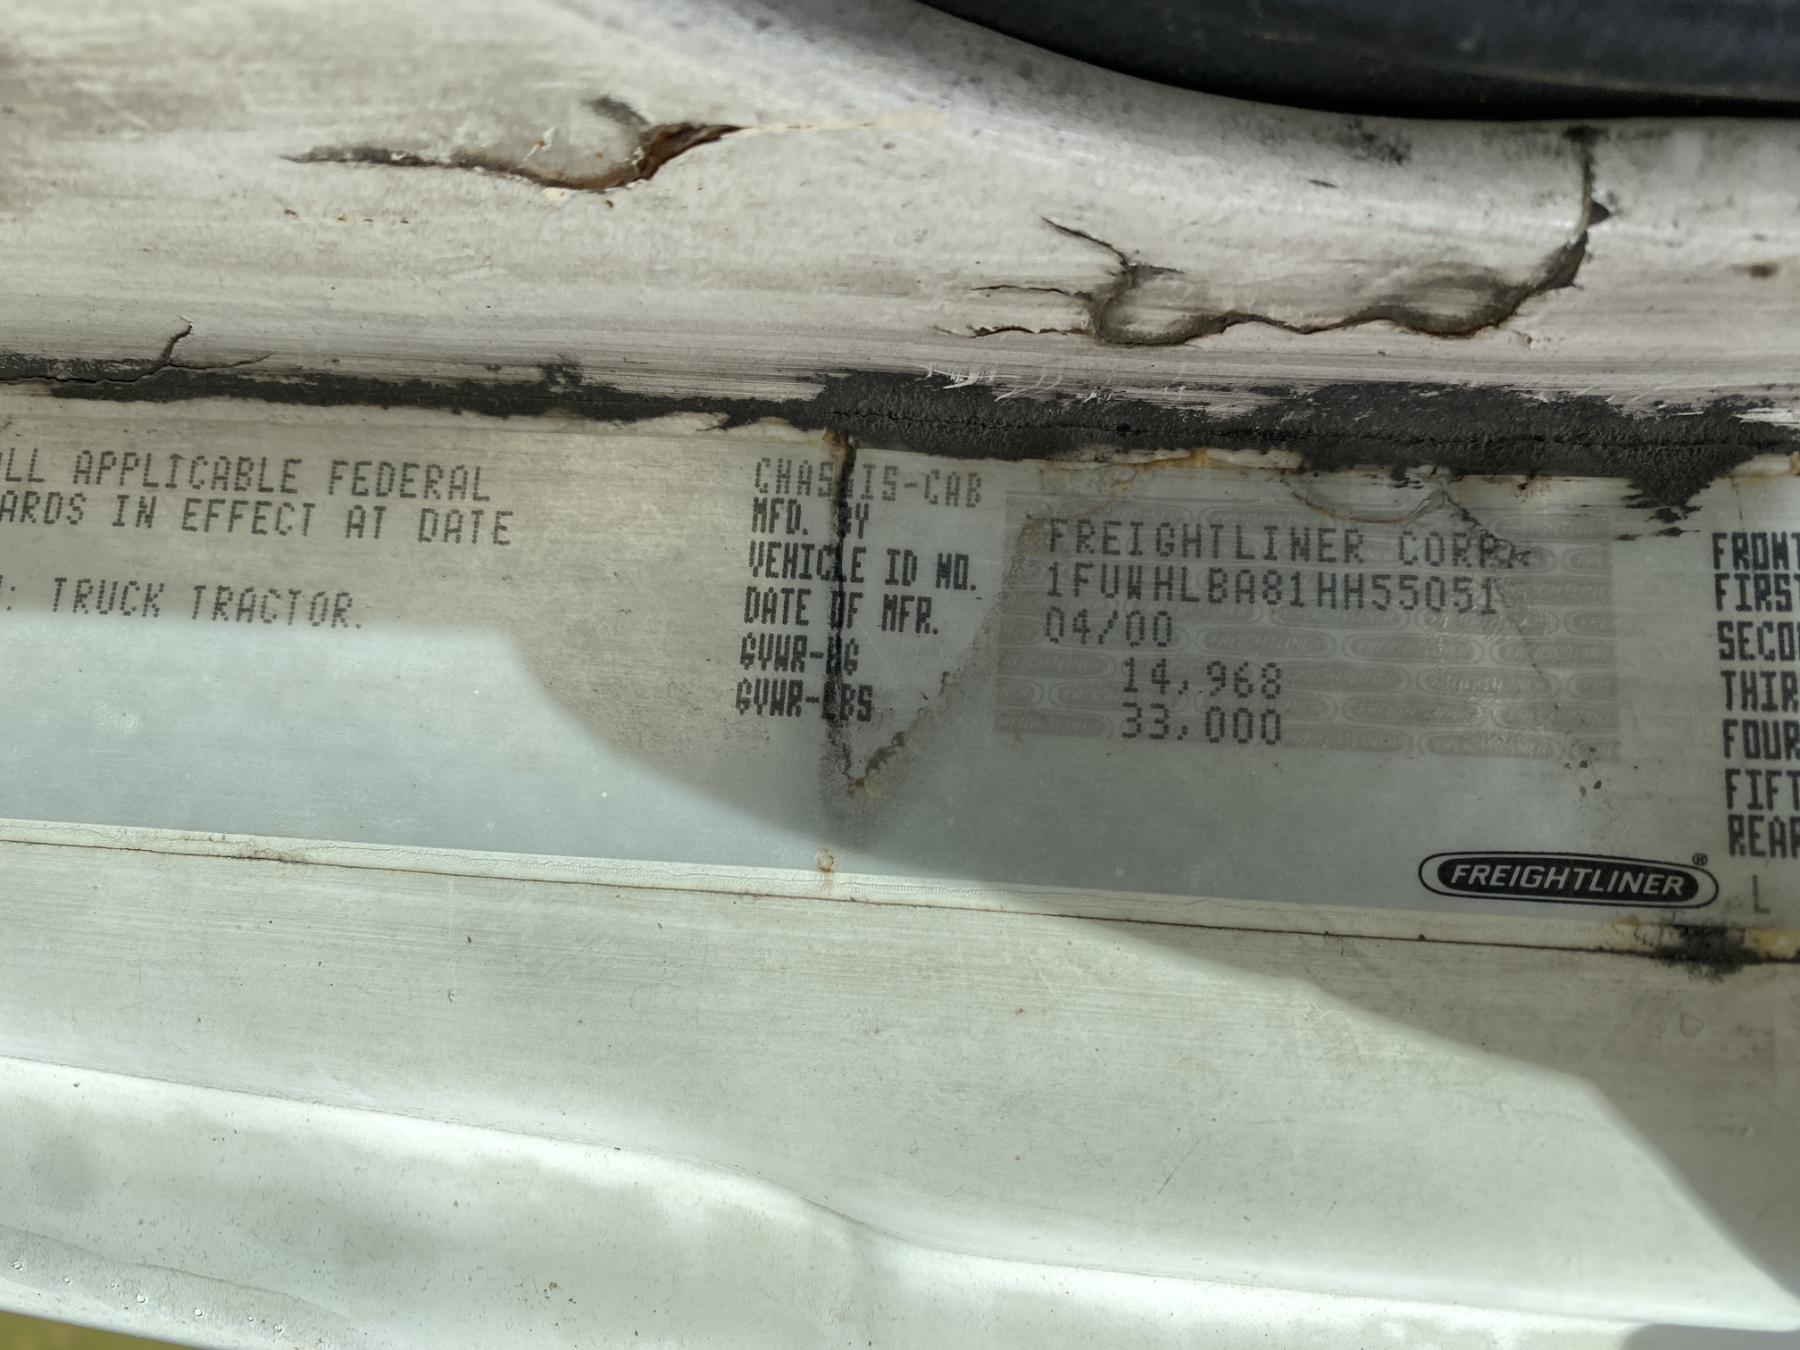 ALL APPLICABLE FEDERAL
ARDS IN EFFECT AT DATE
: TRUCK TRACTOR.
CHASSIS-CAB
MFD. BY FREIGHTLINER CORP.
VEHICLE ID NO. 1FUWHLBA81HH55051
DATE OF MFR. 04/00
GVWR-KG 14,968
GVWR-LBS 33,000
FREIGHTLINER®
FRONT
FIRST
SECO
THIR
FOUR
FIFT
REAR
L